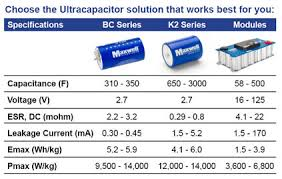 Choose the Ultracapacitor solution that works best for you:
Specifications BC Series K2 Series Modules
Maxwell Maxwell
Capacitance (F) 310 - 350 650 - 3000 58 - 500
Voltage (V) 2.7 2.7 16 - 125
ESR, DC (mohm) 2.2 - 3.2 0.29 - 0.8 4.1 - 22
Leakage Current (mA) 0.30 - 0.45 1.5 - 5.2 1.5 - 170
Emax (Wh/kg) 5.2 - 5.9 4.1 - 6.0 1.5 - 3.9
Pmax (W/kg) 9,500 - 14,000 12,000 - 14,000 3,600 - 6,800